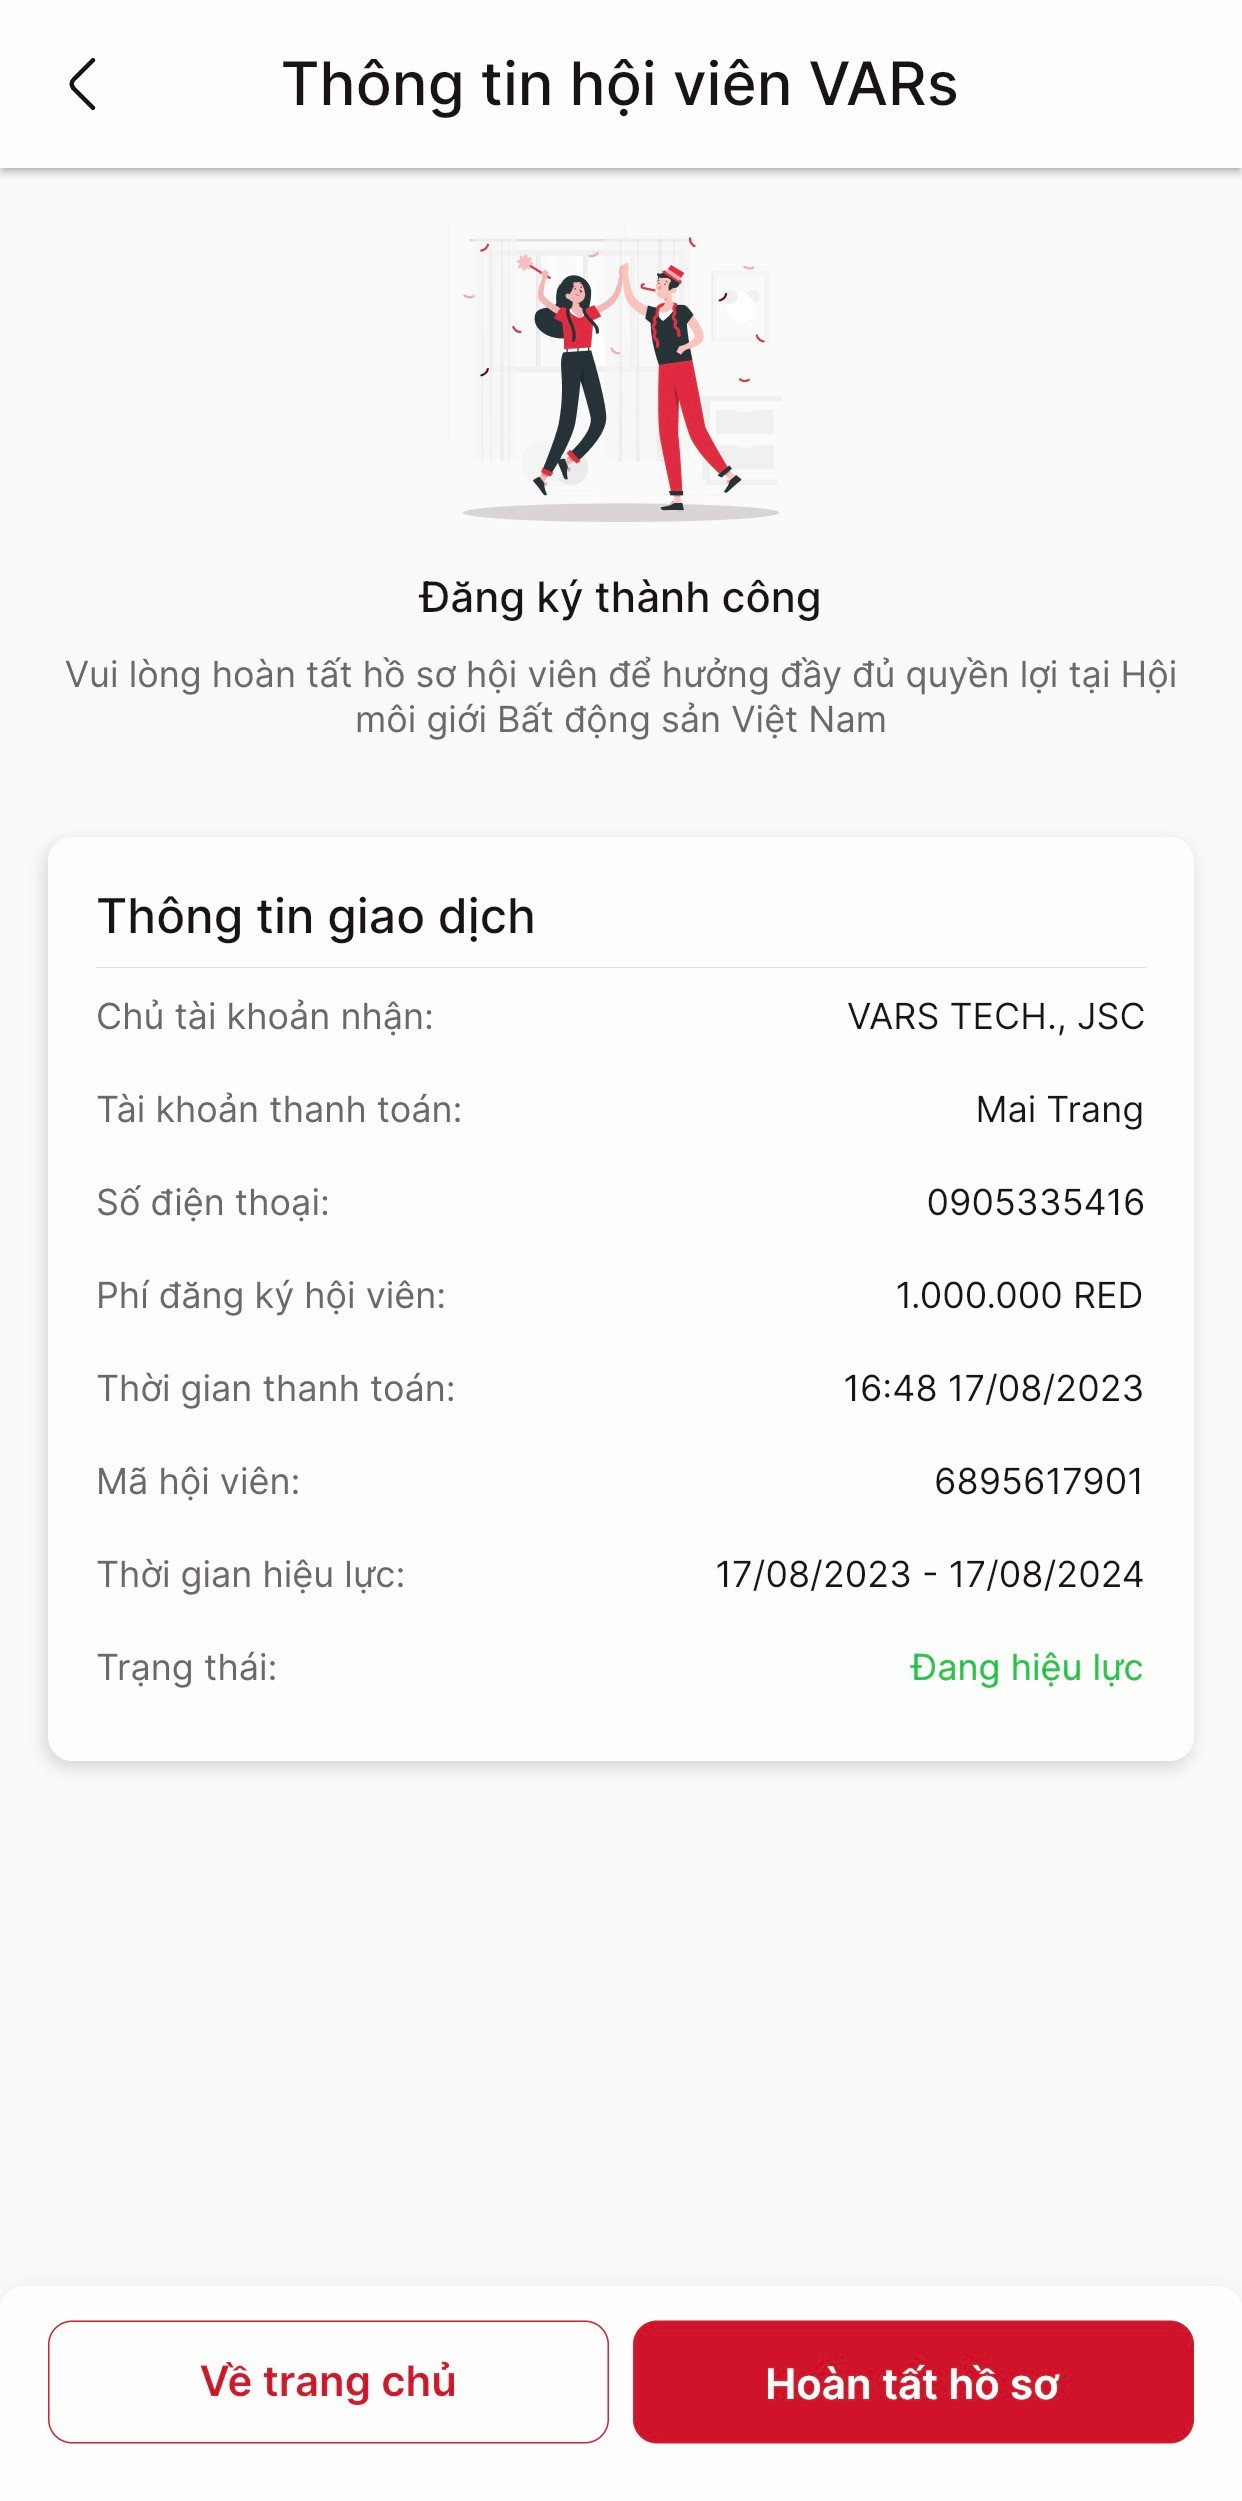 Thông tin hội viên VARs
Đăng ký thành công
Vui lòng hoàn tất hồ sơ hội viên để hưởng đầy đủ quyền lợi tại Hội
môi giới Bất động sản Việt Nam
Thông tin giao dịch
Chủ tài khoản nhận: VARS TECH., JSC
Tài khoản thanh toán: Mai Trang
Số điện thoại: 0905335416
Phí đăng ký hội viên: 1.000.000 RED
Thời gian thanh toán: 16:48 17/08/2023
Mã hội viên: 6895617901
Thời gian hiệu lực: 17/08/2023 - 17/08/2024
Trạng thái: Đang hiệu lực
Về trang chủ
Hoàn tất hồ sơ